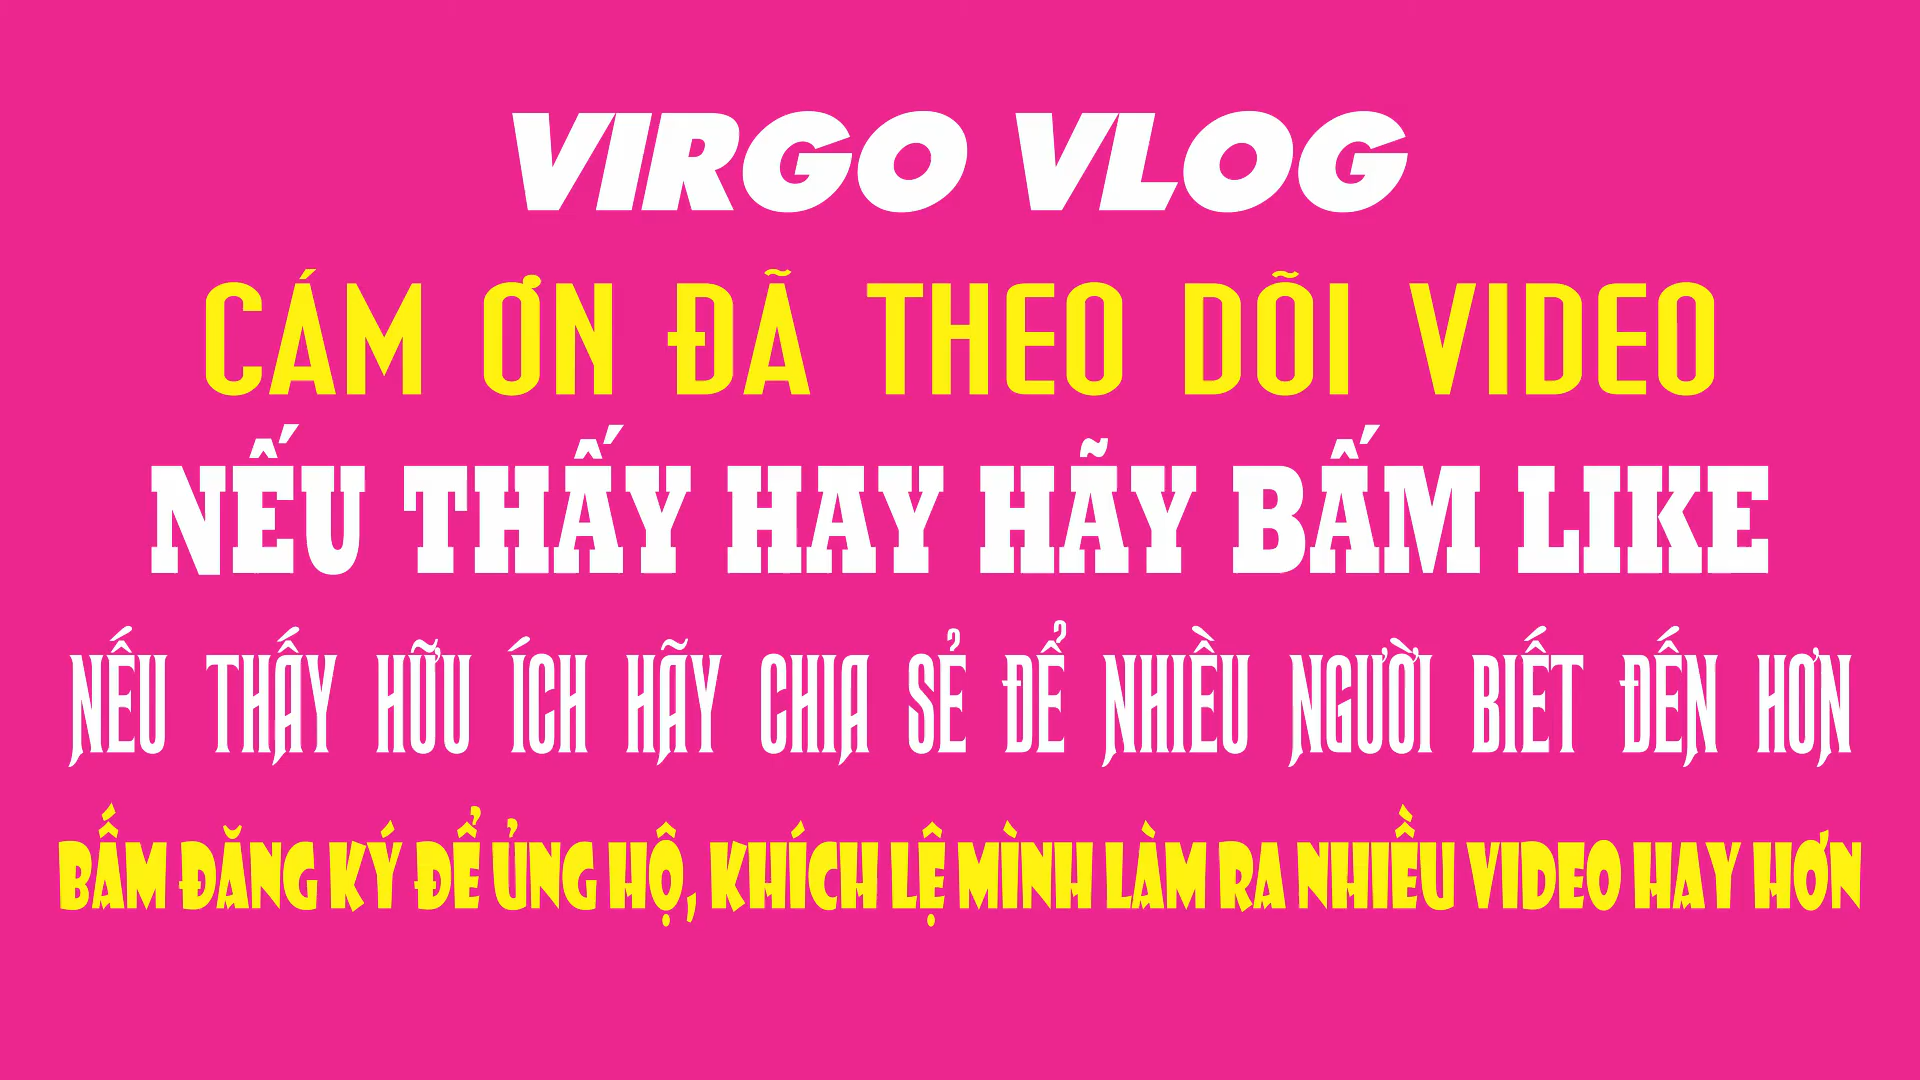 VIRGO VLOG
CÁM ƠN ĐÃ THEO DÕI VIDEO
NẾU THẤY HAY HÃY BẤM LIKE
NẾU THẤY HỮU ÍCH HÃY CHIA SẺ ĐỂ NHIỀU NGƯỜI BIẾT ĐẾN HƠN
BẤM ĐĂNG KÝ ĐỂ ỦNG HỘ, KHÍCH LỆ MÌNH LÀM RA NHIỀU VIDEO HAY HƠN